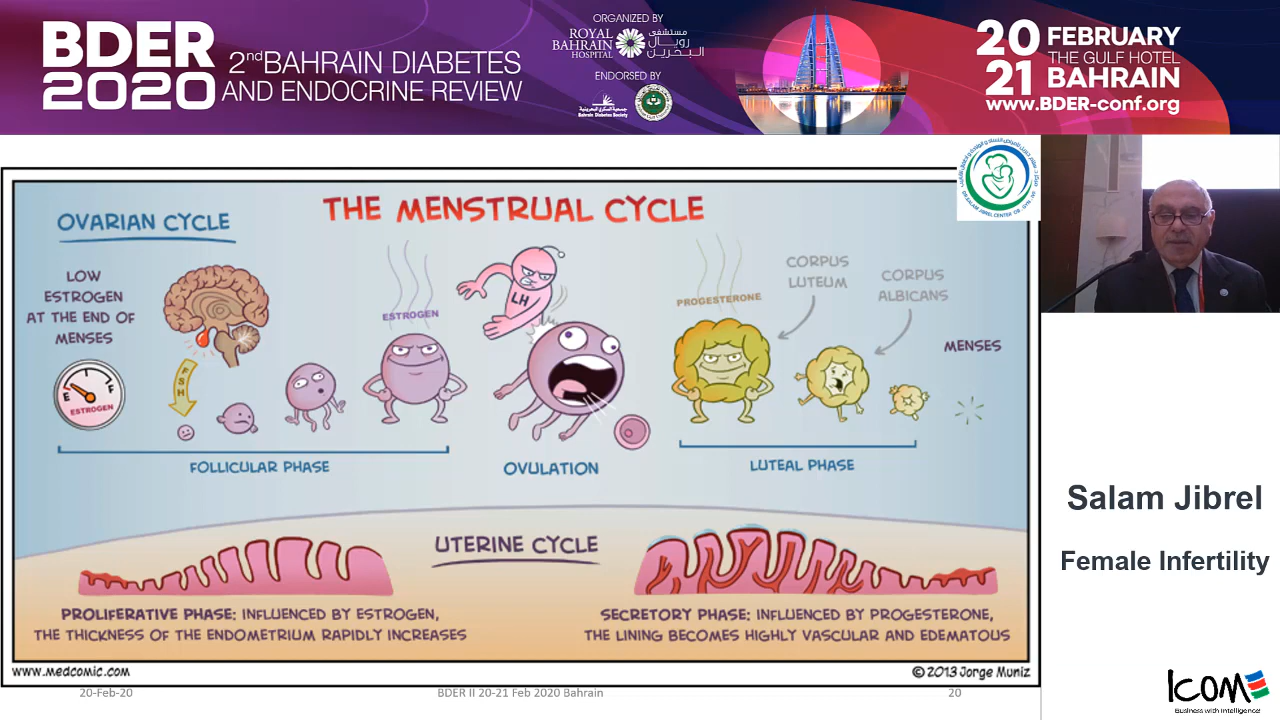 BDER
2020
2nd BAHRAIN DIABETES
AND ENDOCRINE REVIEW
ORGANIZED BY
ROYAL
BAHRAIN
HOSPITAL
مستشفى
رويال
البحرين
ENDORSED BY
Bahrain Diabetes Society
20 FEBRUARY
THE GULF HOTEL
21 BAHRAIN
www.BDER-conf.org
THE MENSTRUAL CYCLE
OVARIAN CYCLE
LOW
ESTROGEN
AT THE END OF
MENSES
E
F
ESTROGEN
FSH
ESTROGEN
LH
PROGESTERONE
CORPUS
LUTEUM
CORPUS
ALBICANS
MENSES
FOLLICULAR PHASE
OVULATION
LUTEAL PHASE
UTERINE CYCLE
PROLIFERATIVE PHASE: INFLUENCED BY ESTROGEN,
THE THICKNESS OF THE ENDOMETRIUM RAPIDLY INCREASES
SECRETORY PHASE: INFLUENCED BY PROGESTERONE,
THE LINING BECOMES HIGHLY VASCULAR AND EDEMATOUS
www.medcomic.com
© 2013 Jorge Muniz
20-Feb-20
BDER II 20-21 Feb 2020 Bahrain
20
Salam Jibrel
Female Infertility
ICOM
Business with Intelligence!